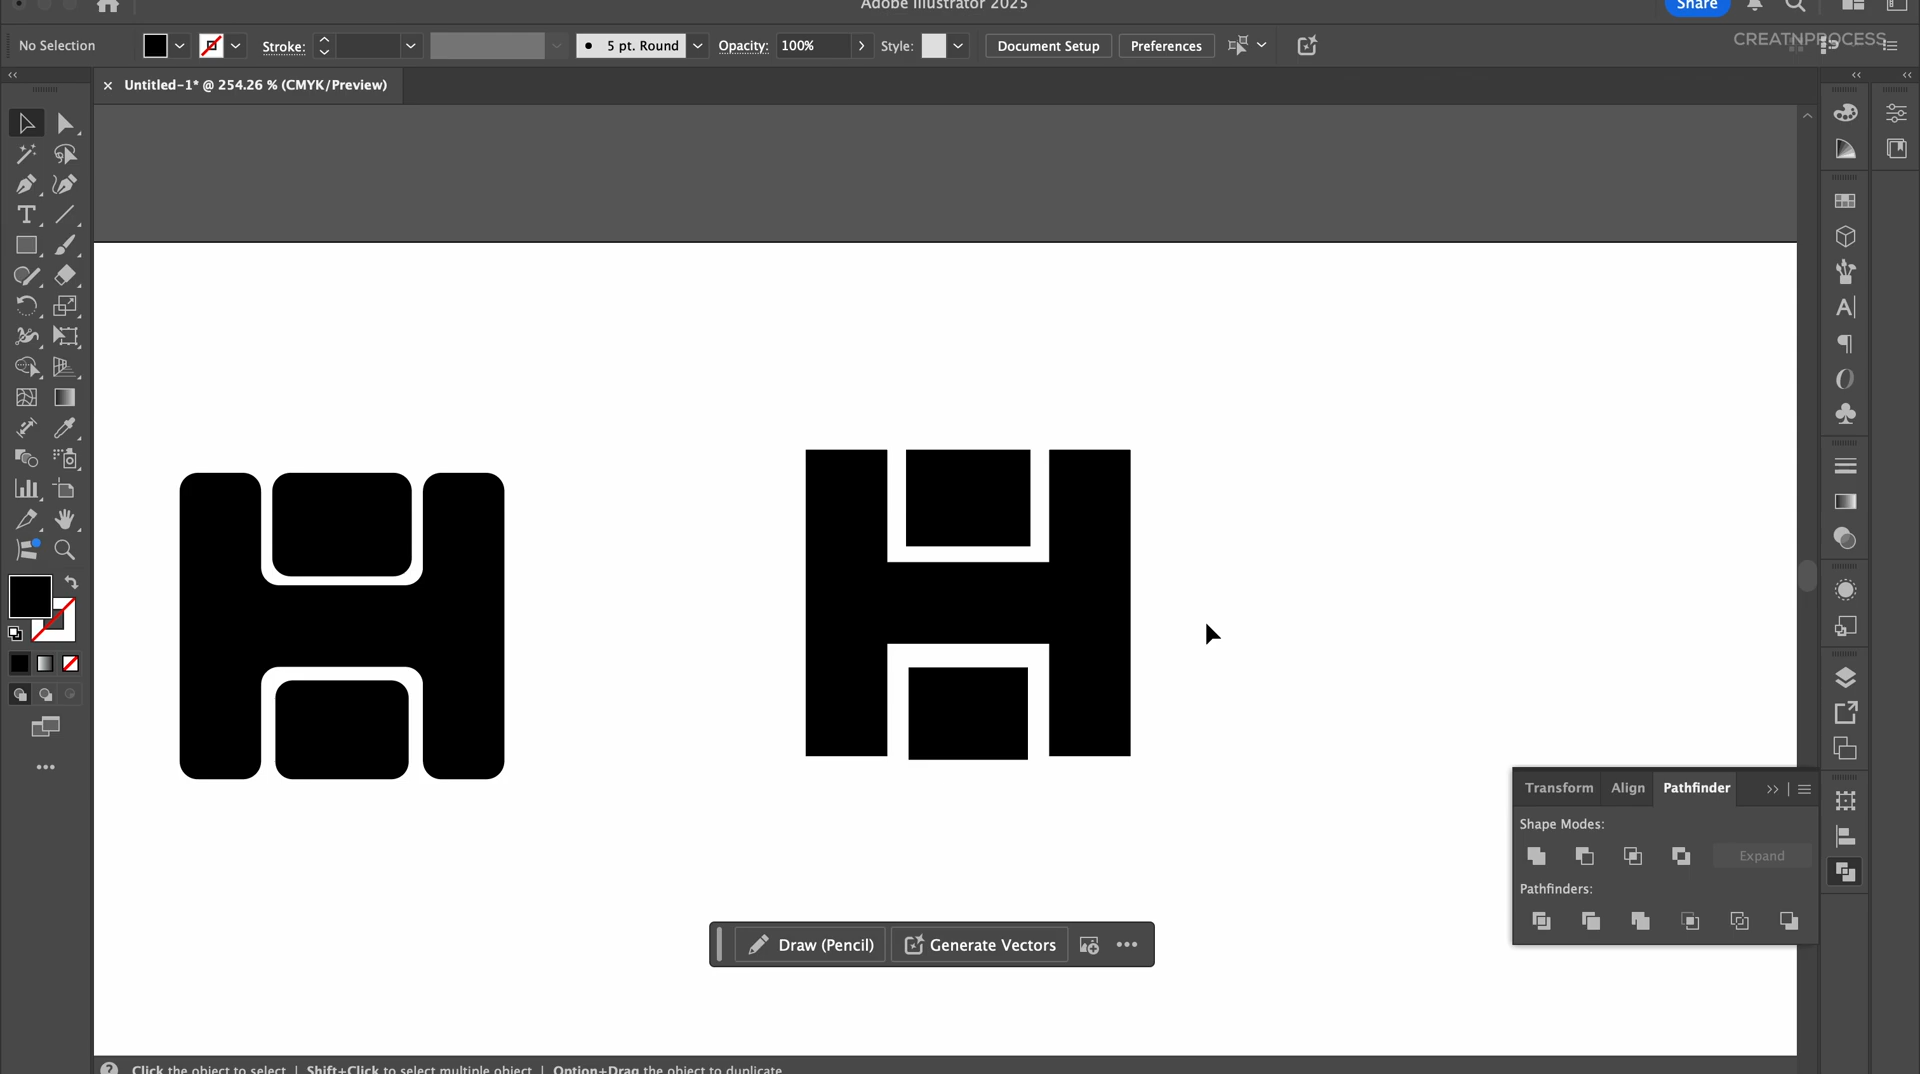 Adobe Illustrator 2025
Share
No Selection
Stroke:
5 pt. Round
Opacity:
100%
Style:
Document Setup
Preferences
CREATNPROCESS
Untitled-1* @ 254.26 % (CMYK/Preview)
Transform
Align
Pathfinder
Shape Modes:
Expand
Pathfinders:
Draw (Pencil)
Generate Vectors
Click the object to select | Shift+Click to select multiple object | Option+Drag the object to duplicate